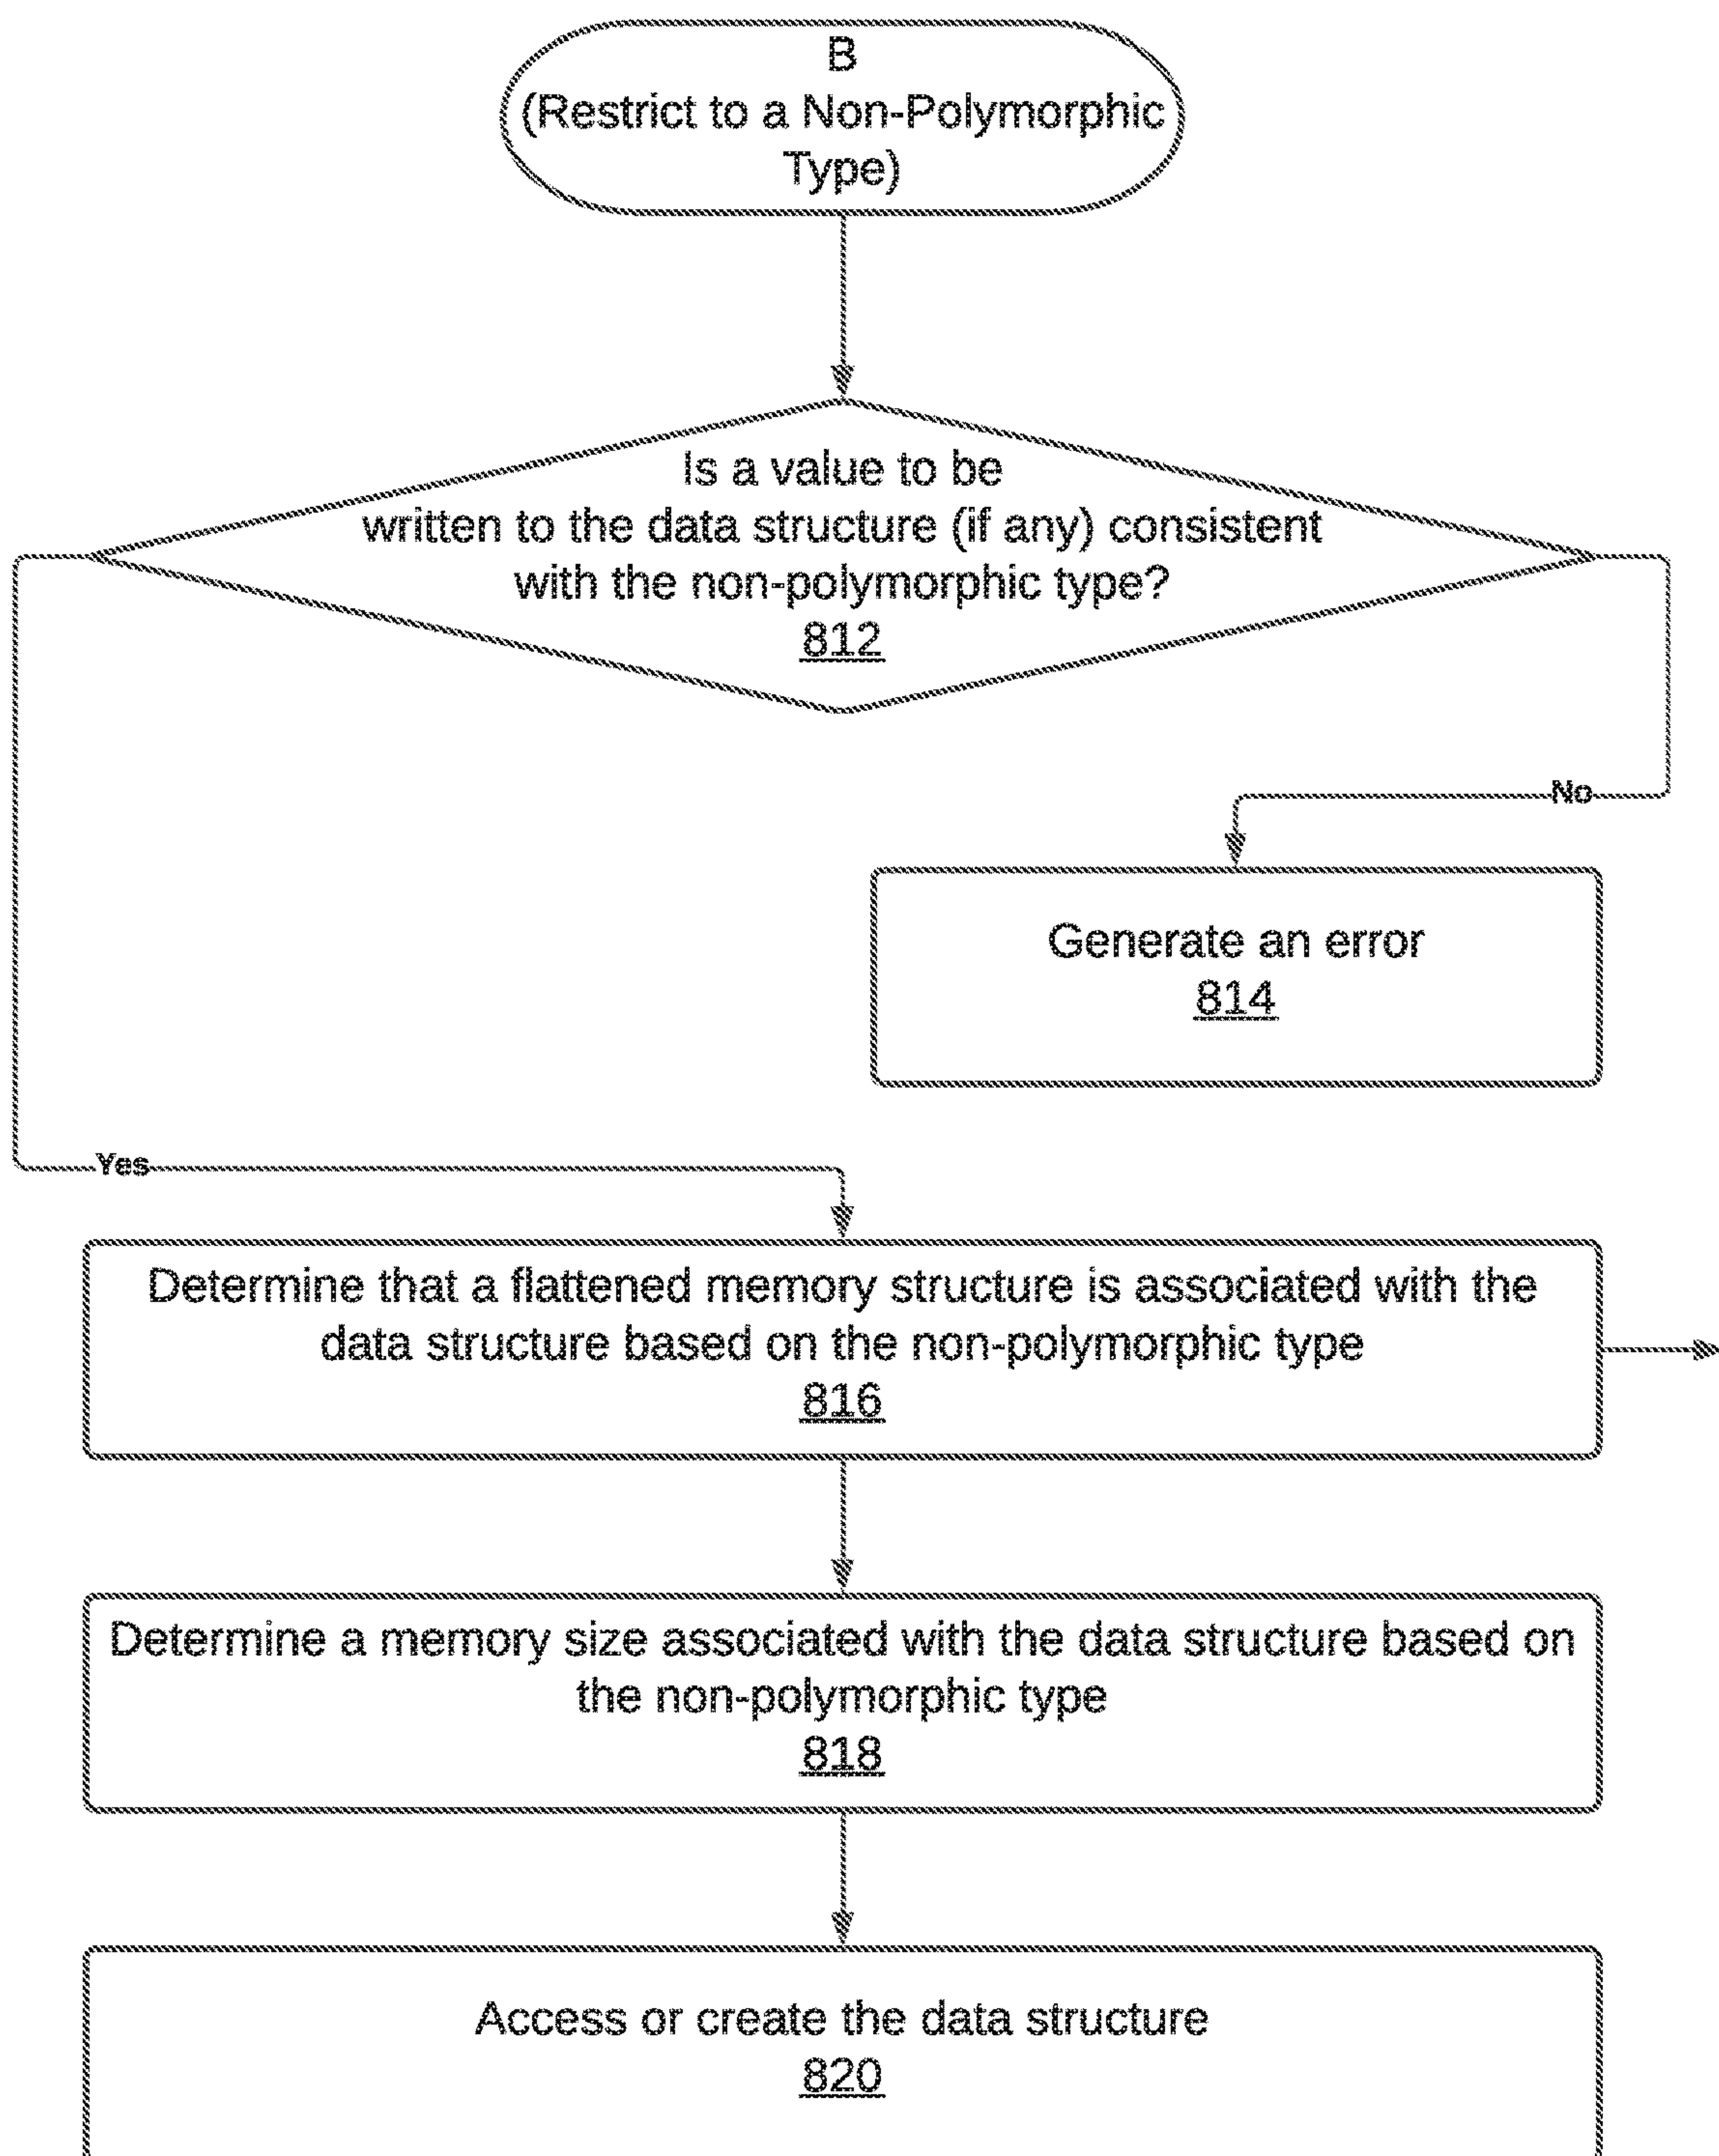 B
(Restrict to a Non-Polymorphic
Type)
Is a value to be
written to the data structure (if any) consistent
with the non-polymorphic type?
812
No
Generate an error
814
Yes
Determine that a flattened memory structure is associated with the
data structure based on the non-polymorphic type
816
Determine a memory size associated with the data structure based on
the non-polymorphic type
818
Access or create the data structure
820